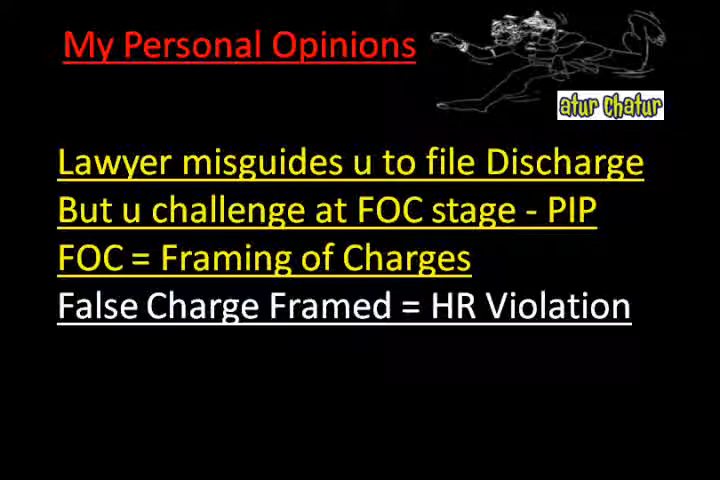 My Personal Opinions
atur chatur
Lawyer misguides u to file Discharge
But u challenge at FOC stage - PIP
FOC = Framing of Charges
False Charge Framed = HR Violation